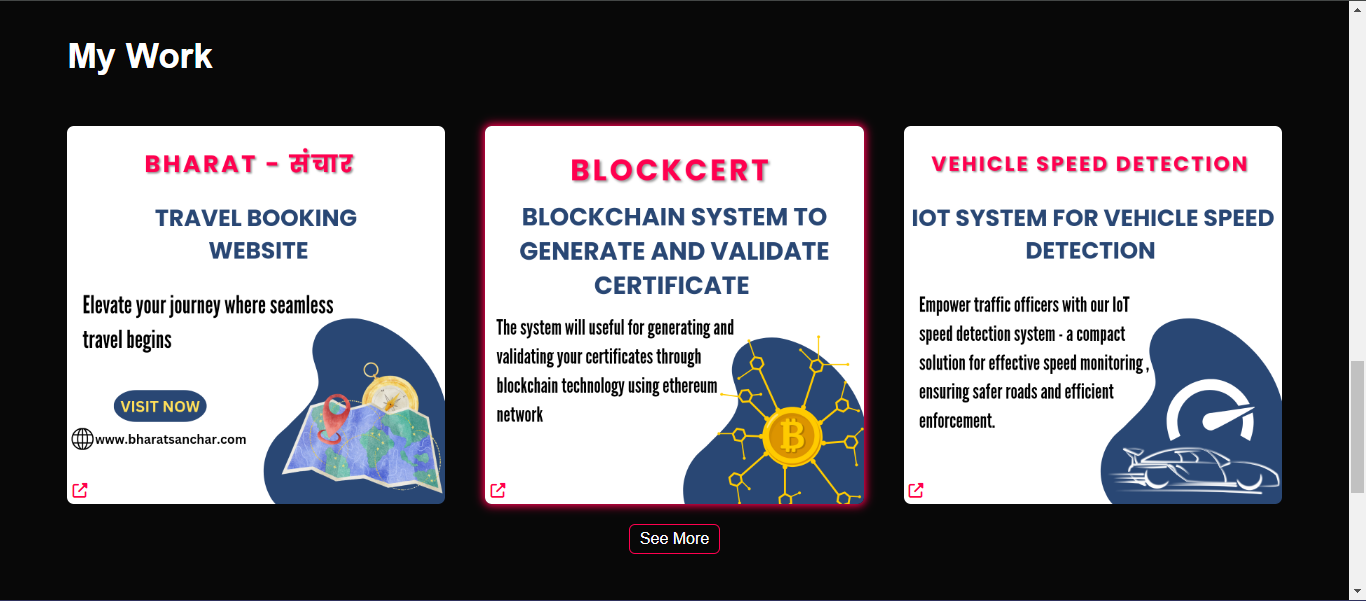 My Work
BHARAT - संचार
TRAVEL BOOKING
WEBSITE
Elevate your journey where seamless
travel begins
VISIT NOW
www.bharatsanchar.com
BLOCKCERT
BLOCKCHAIN SYSTEM TO
GENERATE AND VALIDATE
CERTIFICATE
The system will useful for generating and
validating your certificates through
blockchain technology using ethereum
network
VEHICLE SPEED DETECTION
IOT SYSTEM FOR VEHICLE SPEED
DETECTION
Empower traffic officers with our IoT
speed detection system - a compact
solution for effective speed monitoring ,
ensuring safer roads and efficient
enforcement.
See More